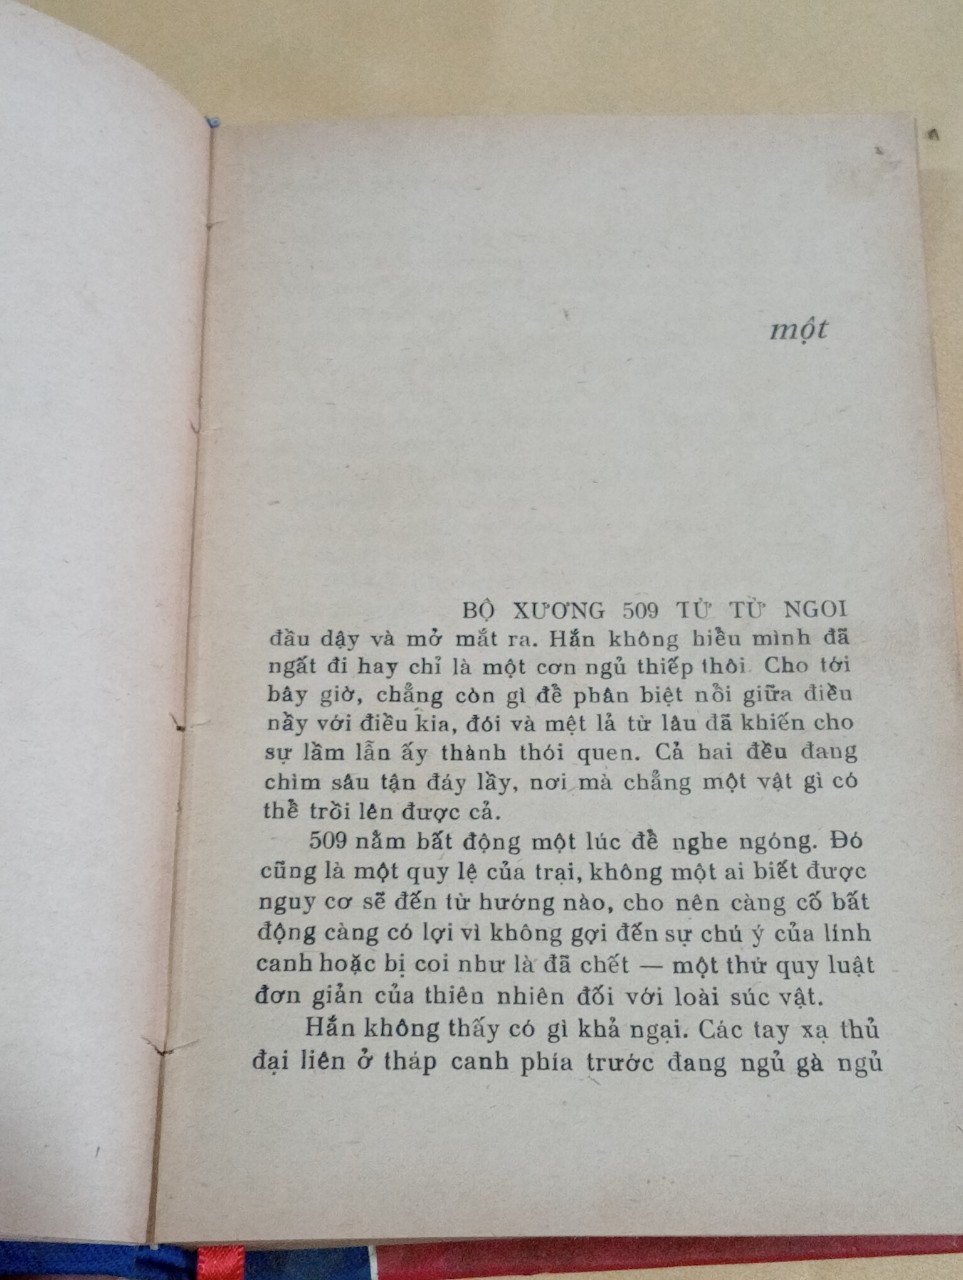 một
BỘ XƯƠNG 509 TỪ TỪ NGOI
đầu dậy và mở mắt ra. Hắn không hiểu mình đã
ngất đi hay chỉ là một cơn ngủ thiếp thôi. Cho tới
bây giờ, chẳng còn gì để phân biệt nổi giữa điều
nầy với điều kia, đói và mệt lả từ lâu đã khiến cho
sự lầm lẫn ấy thành thói quen. Cả hai đều đang
chìm sâu tận đáy lầy, nơi mà chẳng một vật gì có
thể trồi lên được cả.
509 nằm bất động một lúc để nghe ngóng. Đó
cũng là một quy lệ của trại, không một ai biết được
nguy cơ sẽ đến từ hướng nào, cho nên càng cố bất
động càng có lợi vì không gợi đến sự chú ý của lính
canh hoặc bị coi như là đã chết — một thứ quy luật
đơn giản của thiên nhiên đối với loài súc vật.
Hắn không thấy có gì khả ngại. Các tay xạ thủ
đại liên ở tháp canh phía trước đang ngủ gà ngủ